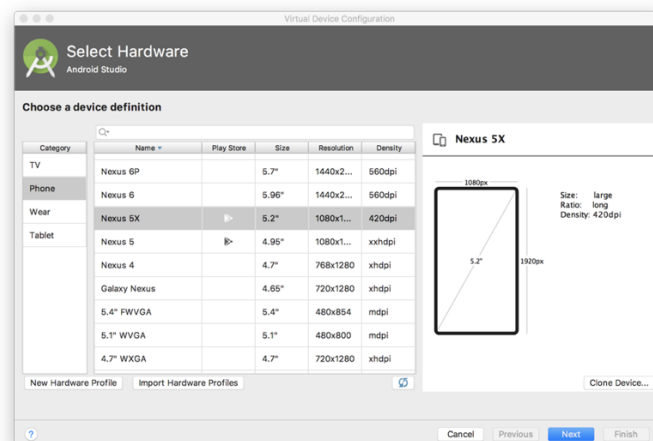 Virtual Device Configuration
Select Hardware
Android Studio
Choose a device definition
Category
Name Play Store Size Resolution Density
TV
Phone
Wear
Tablet
Nexus 6P 5.7" 1440x2... 560dpi
Nexus 6 5.96" 1440x2... 560dpi
Nexus 5X 5.2" 1080x1... 420dpi
Nexus 5 4.95" 1080x1... xxhdpi
Nexus 4 4.7" 768x1280 xhdpi
Galaxy Nexus 4.65" 720x1280 xhdpi
5.4" FWVGA 5.4" 480x854 mdpi
5.1" WVGA 5.1" 480x800 mdpi
4.7" WXGA 4.7" 720x1280 xhdpi
Nexus 5X
1080px
5.2"
1920px
Size: large
Ratio: long
Density: 420dpi
New Hardware Profile Import Hardware Profiles
Clone Device...
? Cancel Previous Next Finish